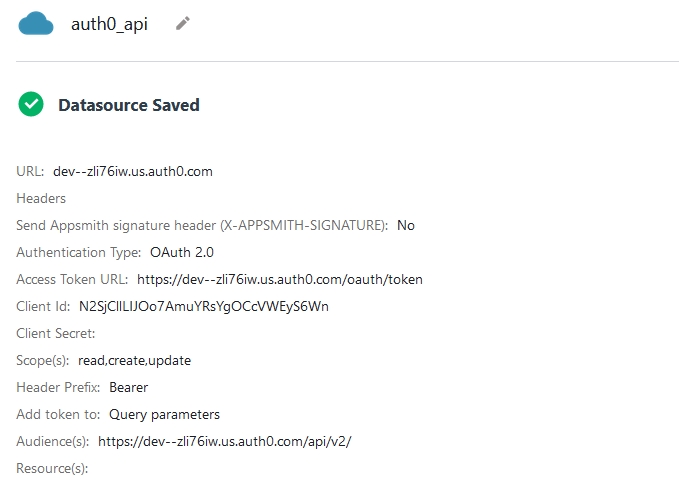 auth0_api
Datasource Saved
URL: dev--zli76iw.us.auth0.com
Headers
Send Appsmith signature header (X-APPSMITH-SIGNATURE): No
Authentication Type: OAuth 2.0
Access Token URL: https://dev--zli76iw.us.auth0.com/oauth/token
Client Id: N2SjCIlLIJOo7AmuYRsYgOCcVWEyS6Wn
Client Secret:
Scope(s): read,create,update
Header Prefix: Bearer
Add token to: Query parameters
Audience(s): https://dev--zli76iw.us.auth0.com/api/v2/
Resource(s):